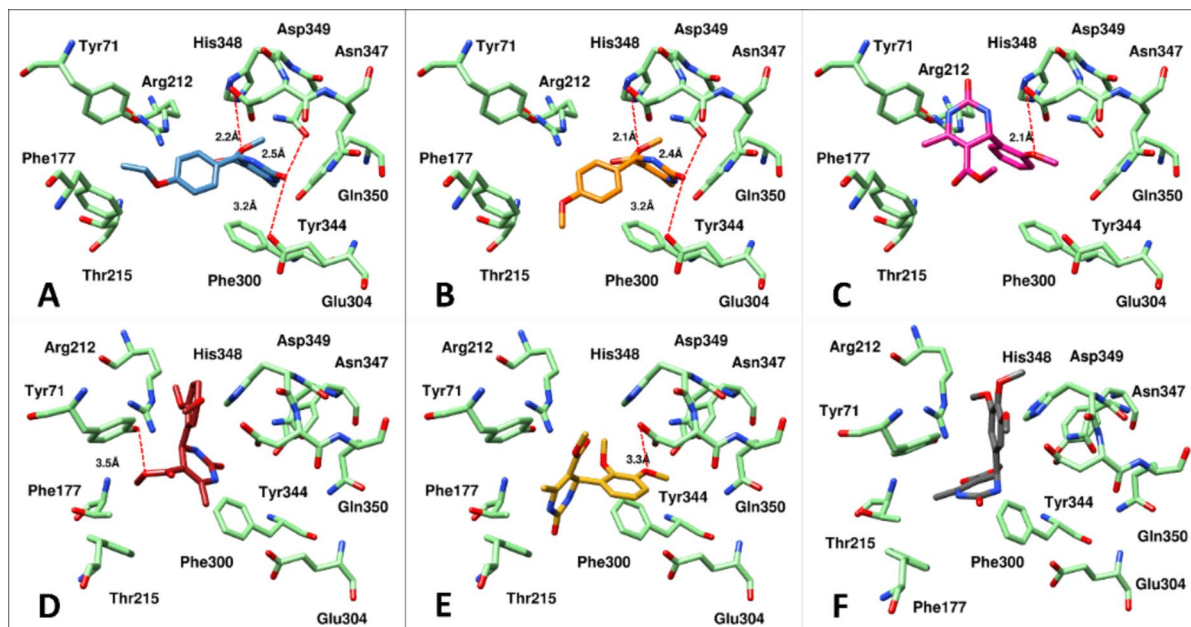 Tyr71
His348
Asp349
Asn347
Arg212
2.2Å
2.5Å
Phe177
3.2Å
Gln350
Tyr344
Thr215
Phe300
Glu304
A
Tyr71
His348
Asp349
Asn347
Arg212
2.1Å
2.4Å
Phe177
3.2Å
Gln350
Tyr344
Thr215
Phe300
Glu304
B
Tyr71
His348
Asp349
Asn347
Arg212
2.1Å
Phe177
Gln350
Tyr344
Thr215
Phe300
Glu304
C
Arg212
His348
Asp349
Asn347
Tyr71
3.5Å
Phe177
Tyr344
Gln350
Phe300
Thr215
Glu304
D
Arg212
His348
Asp349
Asn347
Tyr71
3.3Å
Phe177
Tyr344
Gln350
Phe300
Thr215
Glu304
E
His348
Asp349
Arg212
Asn347
Tyr71
Tyr344
Gln350
Thr215
Phe300
Glu304
Phe177
F